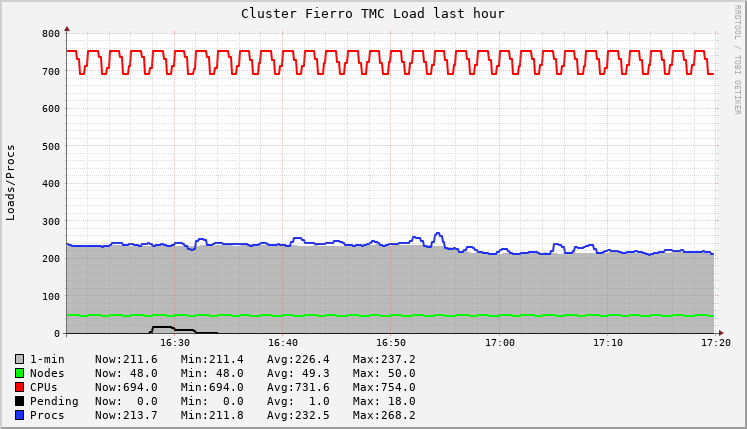 Cluster Fierro TMC Load last hour
RRDTOOL / TOBI OETIKER
Loads/Procs
800
700
600
500
400
300
200
100
0
16:30 16:40 16:50 17:00 17:10 17:20
1-min Now:211.6 Min:211.4 Avg:226.4 Max:237.2
Nodes Now: 48.0 Min: 48.0 Avg: 49.3 Max: 50.0
CPUs Now:694.0 Min:694.0 Avg:731.6 Max:754.0
Pending Now: 0.0 Min: 0.0 Avg: 1.0 Max: 18.0
Procs Now:213.7 Min:211.8 Avg:232.5 Max:268.2